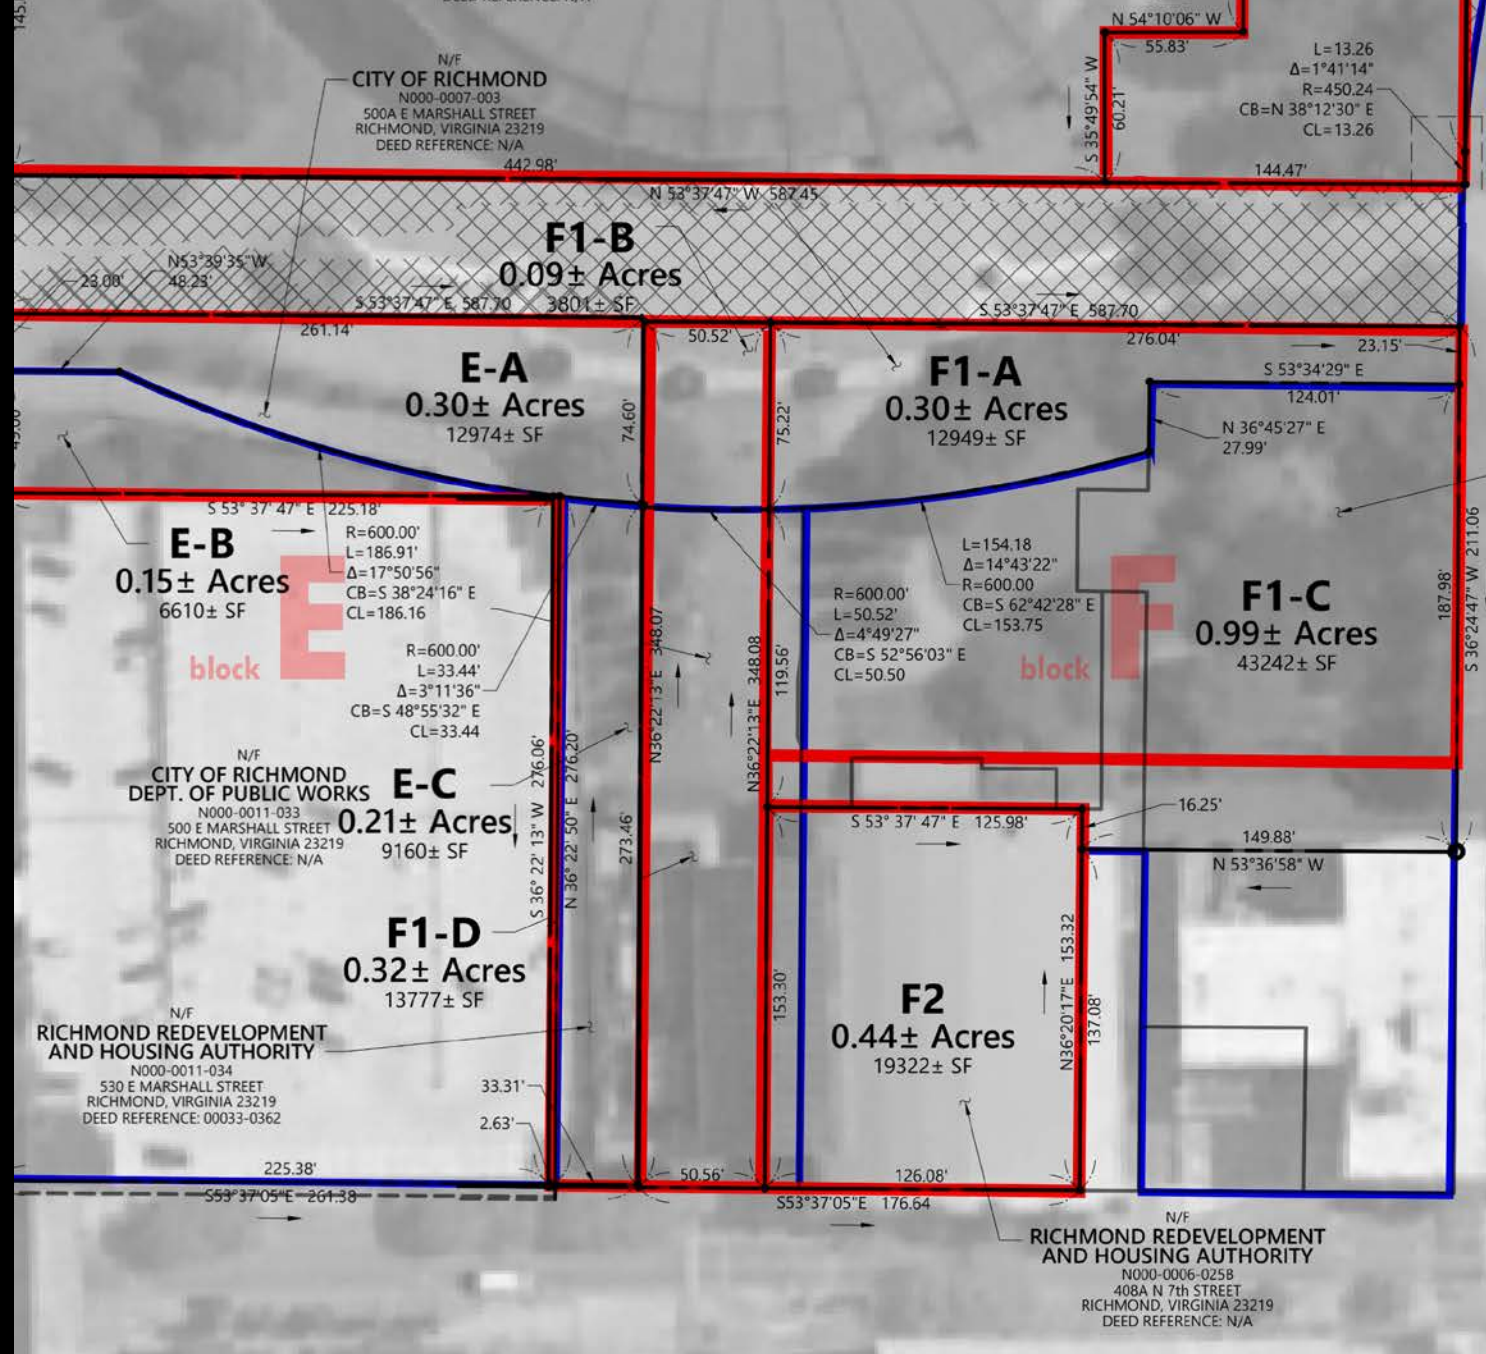 N 54°10'06" W
55.83'
L=13.26
Δ=1°41'14"
R=450.24
CB=N 38°12'30" E
CL=13.26
S 35°49'54" W
60.21'
N/F
CITY OF RICHMOND
N000-0007-003
500A E MARSHALL STREET
RICHMOND, VIRGINIA 23219
DEED REFERENCE: N/A
442.98'
144.47'
N 53°37'47" W 587.45
F1-B
0.09± Acres
3801± SF
N53°39'35"W
48.23'
23.00'
S 53°37'47" E 587.70
S 53°37'47" E 587.70
261.14'
50.52'
276.04'
23.15'
E-A
0.30± Acres
12974± SF
74.60'
75.22'
F1-A
0.30± Acres
12949± SF
S 53°34'29" E
124.01'
N 36°45'27" E
27.99'
S 53° 37' 47" E 225.18'
E-B
0.15± Acres
6610± SF
R=600.00'
L=186.91'
Δ=17°50'56"
CB=S 38°24'16" E
CL=186.16
block E
R=600.00'
L=33.44'
Δ=3°11'36"
CB=S 48°55'32" E
CL=33.44
R=600.00'
L=50.52'
Δ=4°49'27"
CB=S 52°56'03" E
CL=50.50
L=154.18
Δ=14°43'22"
R=600.00
CB=S 62°42'28" E
CL=153.75
block F
F1-C
0.99± Acres
43242± SF
187.98'
S 36°24'47" W 211.06
N36°22'13"E 348.07
N36°22'13"E 348.08
119.56'
N/F
CITY OF RICHMOND
DEPT. OF PUBLIC WORKS
N000-0011-033
500 E MARSHALL STREET
RICHMOND, VIRGINIA 23219
DEED REFERENCE: N/A
E-C
0.21± Acres
9160± SF
S 36° 22' 13" W 276.06'
N 36° 22' 50" E 276.20'
273.46'
S 53° 37' 47" E 125.98'
16.25'
149.88'
N 53°36'58" W
F1-D
0.32± Acres
13777± SF
153.30'
F2
0.44± Acres
19322± SF
N36°20'17"E 153.32
137.08'
N/F
RICHMOND REDEVELOPMENT
AND HOUSING AUTHORITY
N000-0011-034
530 E MARSHALL STREET
RICHMOND, VIRGINIA 23219
DEED REFERENCE: 00033-0362
33.31'
2.63'
225.38'
S53°37'05"E 261.38
50.56'
126.08'
S53°37'05"E 176.64
N/F
RICHMOND REDEVELOPMENT
AND HOUSING AUTHORITY
N000-0006-025B
408A N 7th STREET
RICHMOND, VIRGINIA 23219
DEED REFERENCE: N/A